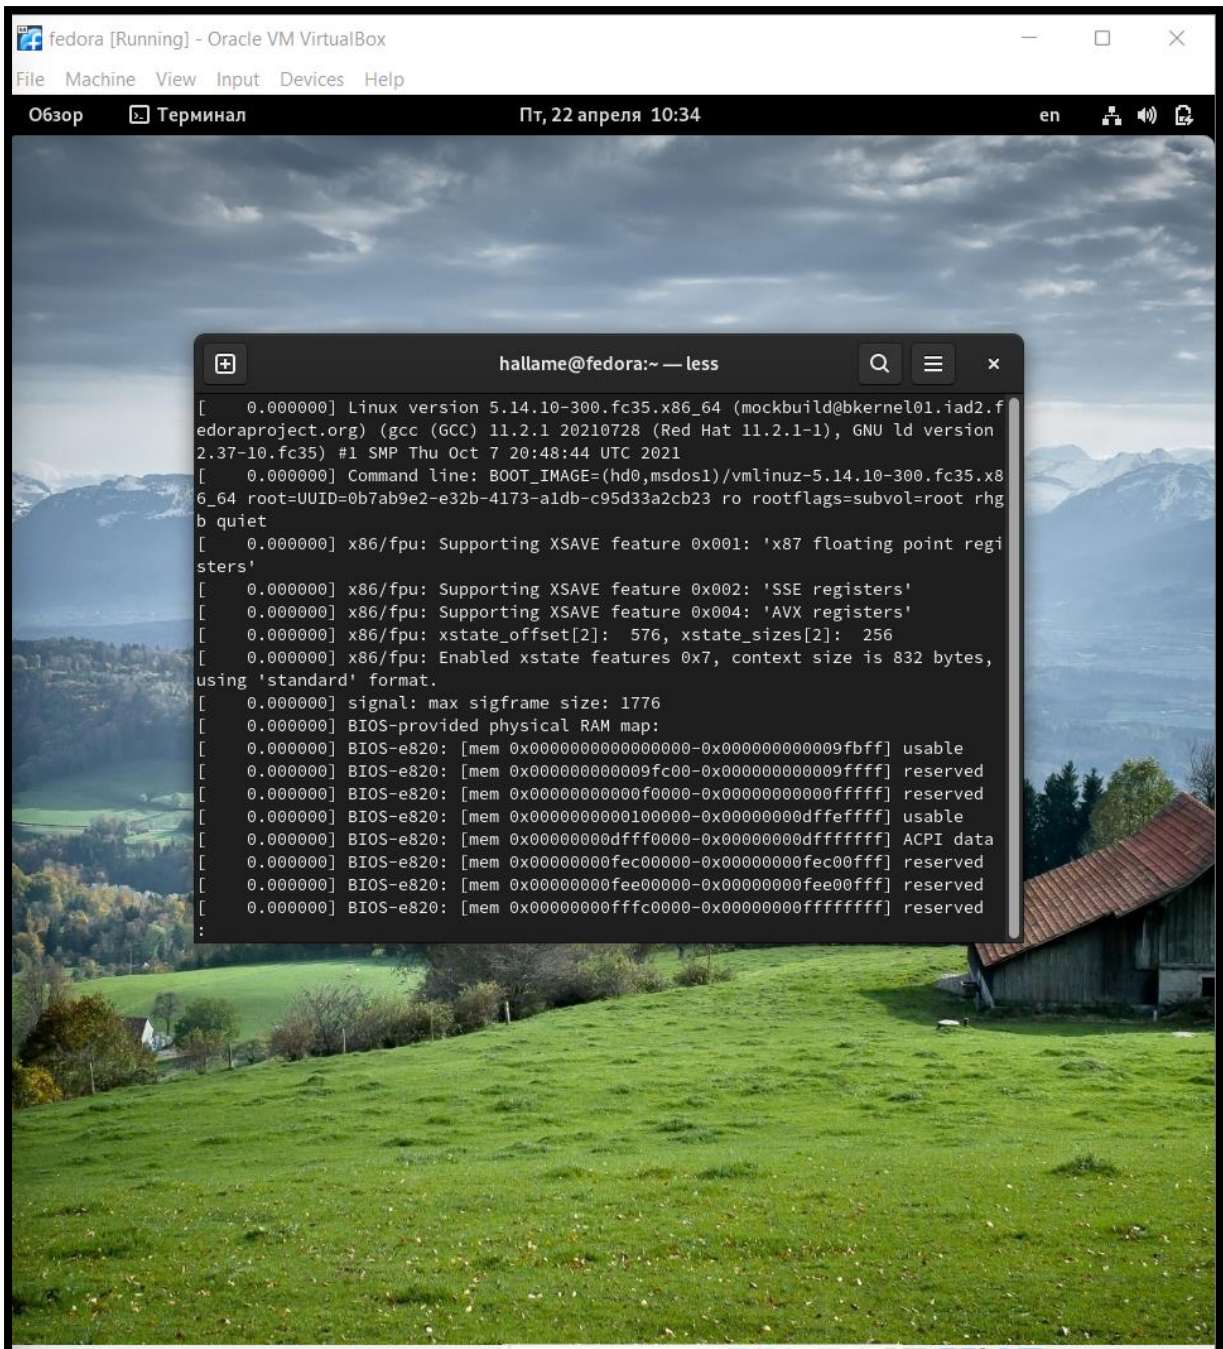 fedora [Running] - Oracle VM VirtualBox
File Machine View Input Devices Help
Обзор Терминал Пт, 22 апреля 10:34 en
hallame@fedora:~ — less
[    0.000000] Linux version 5.14.10-300.fc35.x86_64 (mockbuild@bkernel01.iad2.f
edoraproject.org) (gcc (GCC) 11.2.1 20210728 (Red Hat 11.2.1-1), GNU ld version
2.37-10.fc35) #1 SMP Thu Oct 7 20:48:44 UTC 2021
[    0.000000] Command line: BOOT_IMAGE=(hd0,msdos1)/vmlinuz-5.14.10-300.fc35.x8
6_64 root=UUID=0b7ab9e2-e32b-4173-a1db-c95d33a2cb23 ro rootflags=subvol=root rhg
b quiet
[    0.000000] x86/fpu: Supporting XSAVE feature 0x001: 'x87 floating point regi
sters'
[    0.000000] x86/fpu: Supporting XSAVE feature 0x002: 'SSE registers'
[    0.000000] x86/fpu: Supporting XSAVE feature 0x004: 'AVX registers'
[    0.000000] x86/fpu: xstate_offset[2]:  576, xstate_sizes[2]:  256
[    0.000000] x86/fpu: Enabled xstate features 0x7, context size is 832 bytes,
using 'standard' format.
[    0.000000] signal: max sigframe size: 1776
[    0.000000] BIOS-provided physical RAM map:
[    0.000000] BIOS-e820: [mem 0x0000000000000000-0x000000000009fbff] usable
[    0.000000] BIOS-e820: [mem 0x000000000009fc00-0x000000000009ffff] reserved
[    0.000000] BIOS-e820: [mem 0x00000000000f0000-0x00000000000fffff] reserved
[    0.000000] BIOS-e820: [mem 0x0000000000100000-0x00000000dffeffff] usable
[    0.000000] BIOS-e820: [mem 0x00000000dfff0000-0x00000000dfffffff] ACPI data
[    0.000000] BIOS-e820: [mem 0x00000000fec00000-0x00000000fec00fff] reserved
[    0.000000] BIOS-e820: [mem 0x00000000fee00000-0x00000000fee00fff] reserved
[    0.000000] BIOS-e820: [mem 0x00000000fffc0000-0x00000000ffffffff] reserved
: